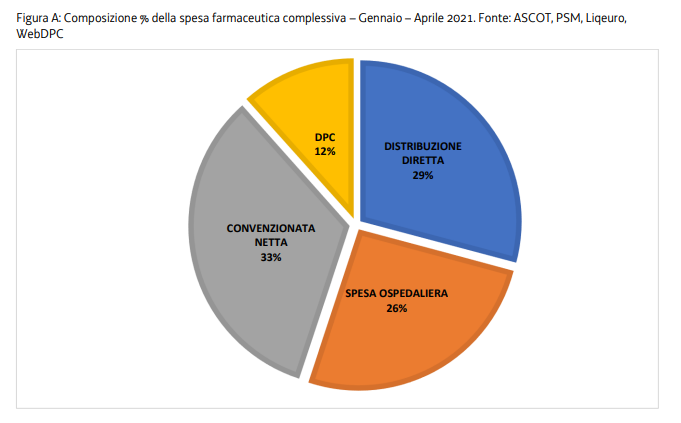 Figura A: Composizione % della spesa farmaceutica complessiva – Gennaio – Aprile 2021. Fonte: ASCOT, PSM, Liqeuro,
WebDPC
DPC
12%
DISTRIBUZIONE
DIRETTA
29%
CONVENZIONATA
NETTA
33%
SPESA OSPEDALIERA
26%